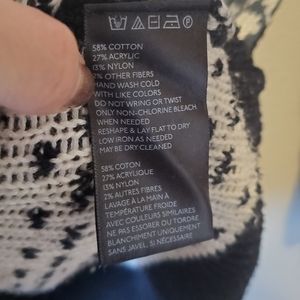 58% COTTON
27% ACRYLIC
13% NYLON
2% OTHER FIBERS
HAND WASH COLD
WITH LIKE COLORS
DO NOT WRING OR TWIST
ONLY NON-CHLORINE BLEACH
WHEN NEEDED
RESHAPE & LAY FLAT TO DRY
LOW IRON AS NEEDED
MAY BE DRY CLEANED
58% COTON
27% ACRYLIQUE
13% NYLON
2% AUTRES FIBRES
LAVAGE À LA MAIN À
TEMPÉRATURE FROIDE
AVEC COULEURS SIMILAIRES
NE PAS ESSORER OU TORDRE
BLANCHIMENT UNIQUEMENT
SANS JAVEL, SI NÉCESSAIRE